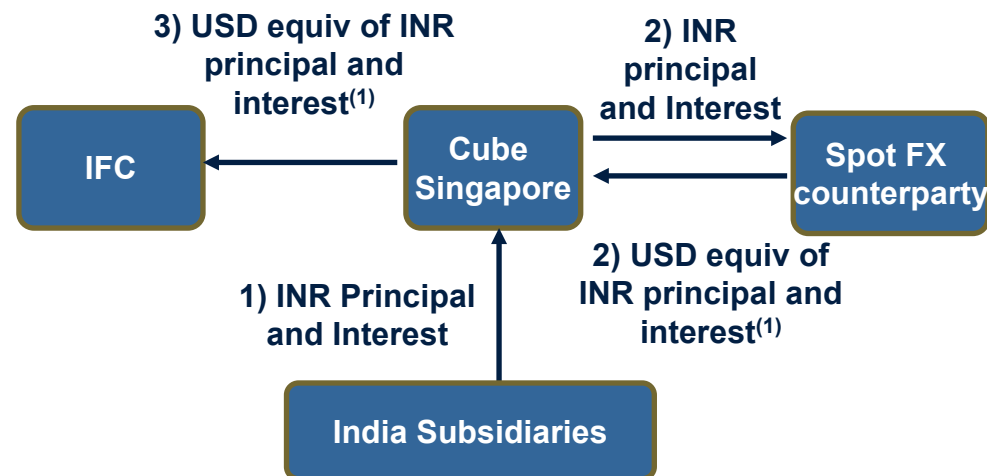 3) USD equiv of INR
principal and
interest(1)
2) INR
principal
and Interest
IFC
Cube
Singapore
Spot FX
counterparty
1) INR Principal
and Interest
2) USD equiv of
INR principal and
interest(1)
India Subsidiaries